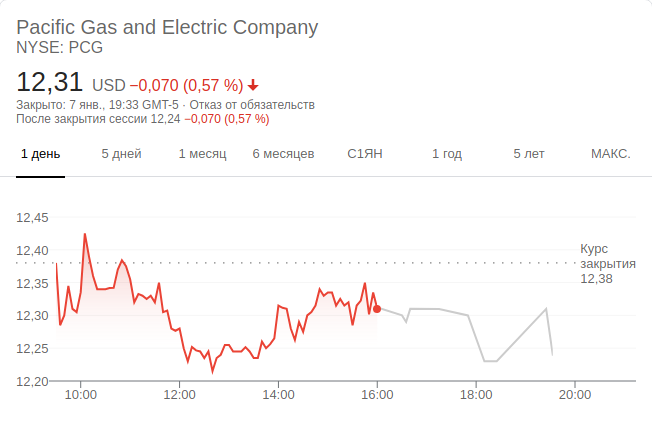 Pacific Gas and Electric Company
NYSE: PCG
12,31 USD −0,070 (0,57 %)
Закрыто: 7 янв., 19:33 GMT-5 · Отказ от обязательств
После закрытия сессии 12,24 −0,070 (0,57 %)
1 день 5 дней 1 месяц 6 месяцев С1ЯН 1 год 5 лет МАКС.
12,45
12,40
12,35
12,30
12,25
12,20
Курс
закрытия
12,38
10:00 12:00 14:00 16:00 18:00 20:00